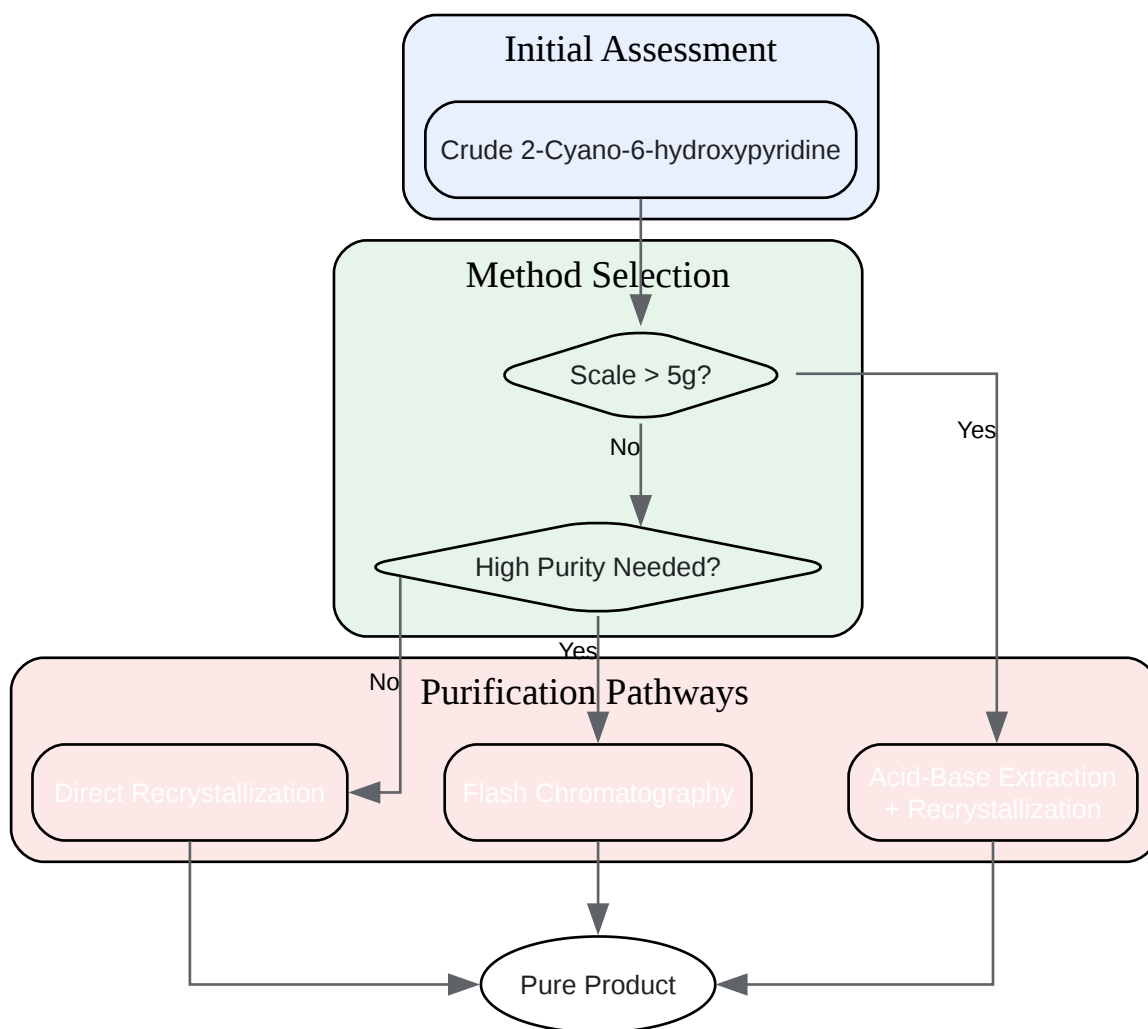 Initial Assessment
Crude 2-Cyano-6-hydroxypyridine
Method Selection
Scale > 5g?
No
Yes
High Purity Needed?
Yes
No
Purification Pathways
Direct Recrystallization
Flash Chromatography
Acid-Base Extraction
+ Recrystallization
Pure Product